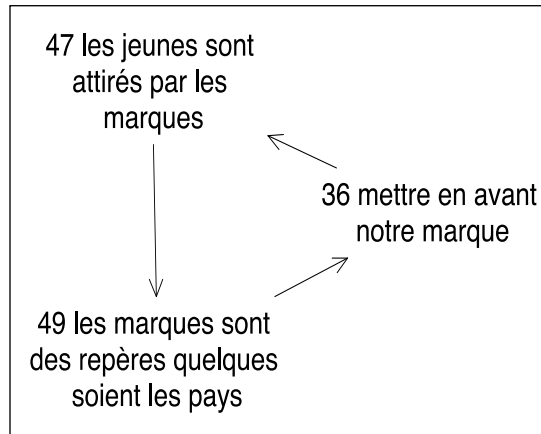 47 les jeunes sont
attirés par les
marques
36 mettre en avant
notre marque
49 les marques sont
des repères quelques
soient les pays